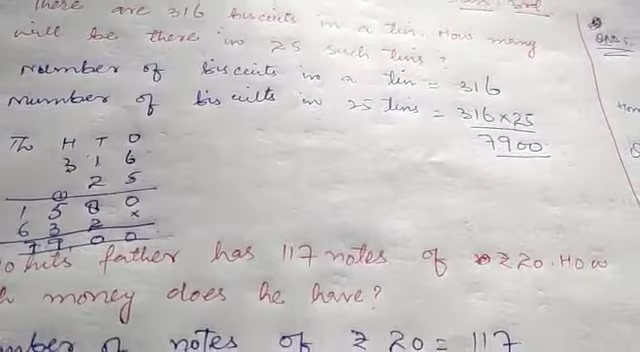 There are 316 biscuits in a tin. How many
will be there in 25 such tins?
Number of biscuits in a tin = 316
Number of biscuits in 25 tins = 316×25
7900
Th H T O
3 1 6
2 5
1 5 8 0
6 3 2 ×
7 9 0 0
hits father has 117 notes of ₹20. How
money does he have?
notes of ₹20 = 117